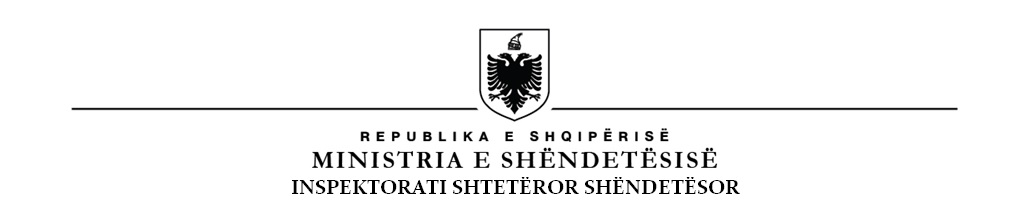 REPUBLIKA E SHQIPËRISË
MINISTRIA E SHËNDETËSISË
INSPEKTORATI SHTETËROR SHËNDETËSOR